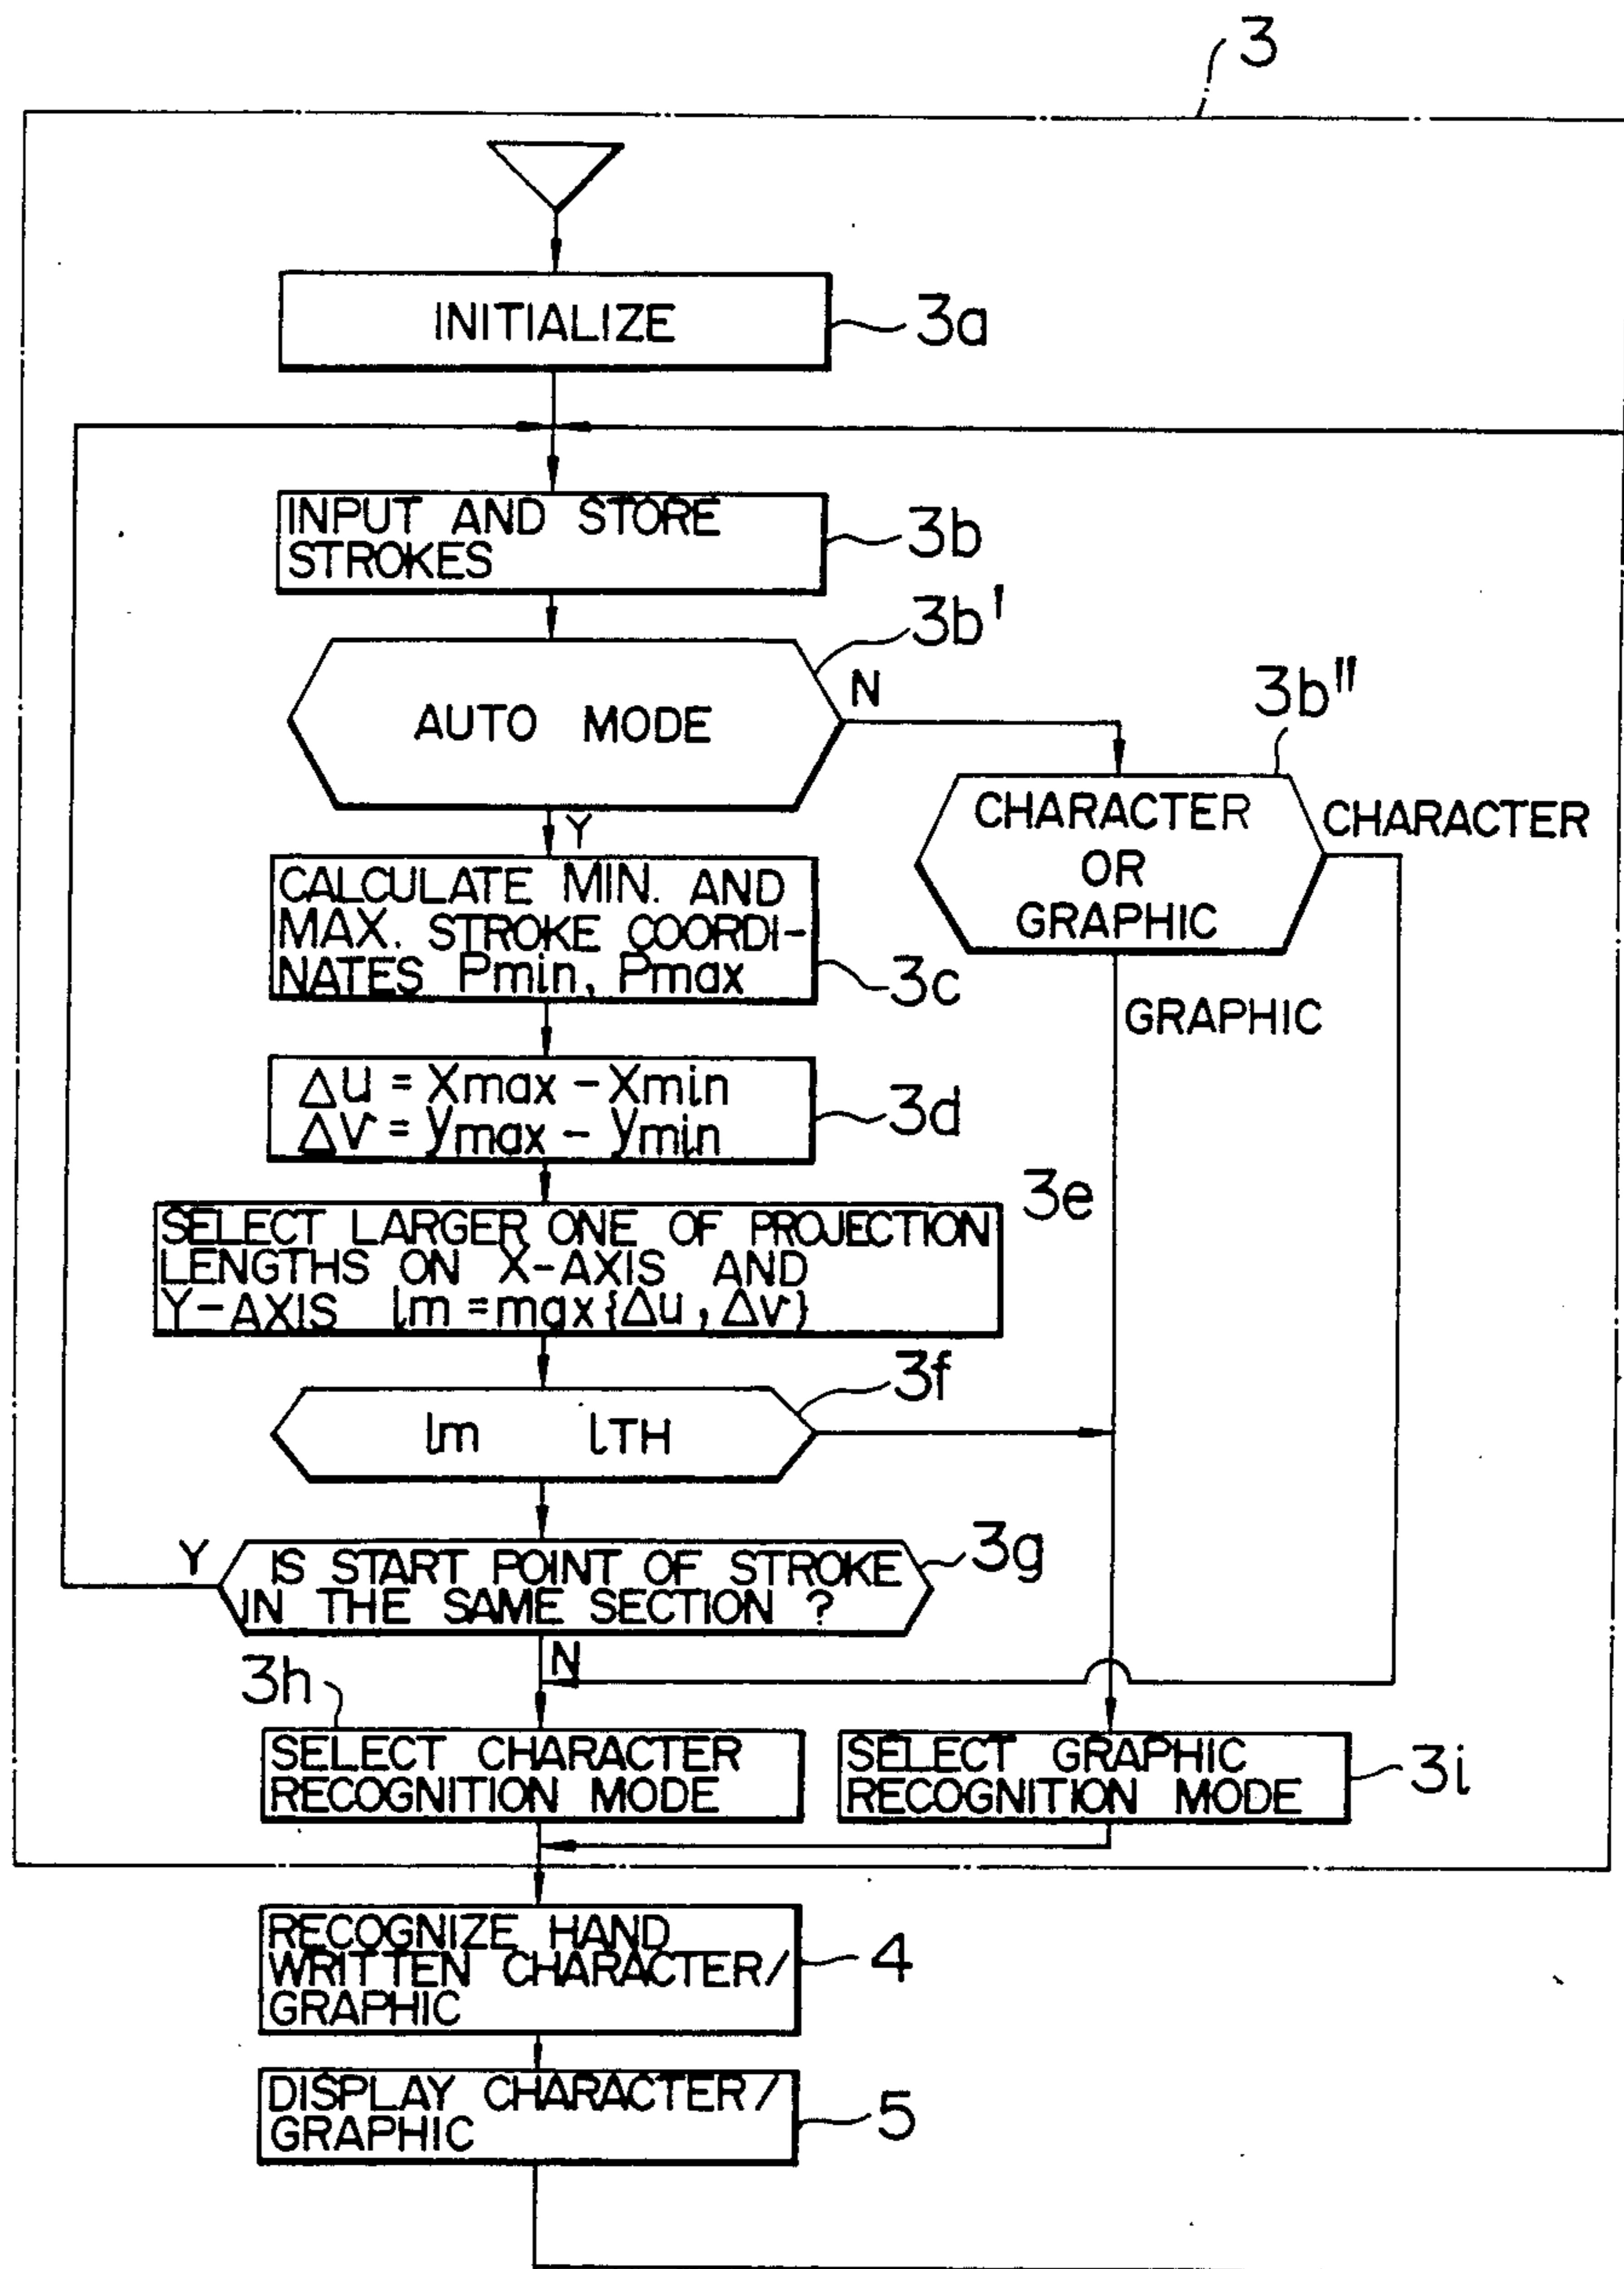 3
INITIALIZE
3a
INPUT AND STORE
STROKES
3b
3b'
AUTO MODE
N
3b"
Y
CHARACTER
OR
GRAPHIC
CHARACTER
CALCULATE MIN. AND
MAX. STROKE COORDI-
NATES Pmin, Pmax
3c
GRAPHIC
Δu = Xmax - Xmin
Δv = Ymax - Ymin
3d
3e
SELECT LARGER ONE OF PROJECTION
LENGTHS ON X-AXIS AND
Y-AXIS lm = max{Δu, Δv}
3f
lm lTH
Y
IS START POINT OF STROKE
IN THE SAME SECTION ?
3g
N
3h
SELECT CHARACTER
RECOGNITION MODE
SELECT GRAPHIC
RECOGNITION MODE
3i
RECOGNIZE HAND
WRITTEN CHARACTER/
GRAPHIC
4
DISPLAY CHARACTER/
GRAPHIC
5